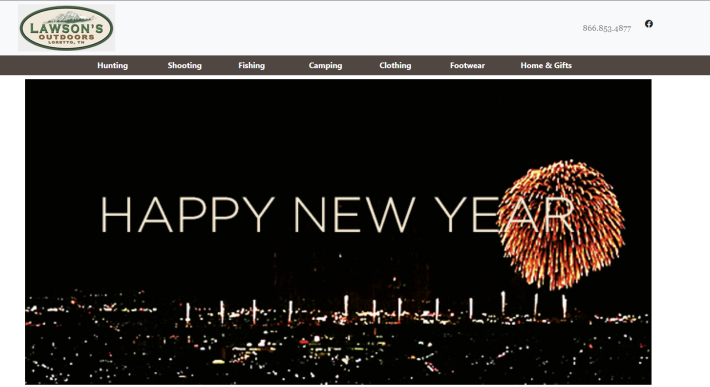 LAWSON'S
OUTDOORS
LORETTO, TN
866.853.4877
Hunting Shooting Fishing Camping Clothing Footwear Home & Gifts
HAPPY NEW YEAR